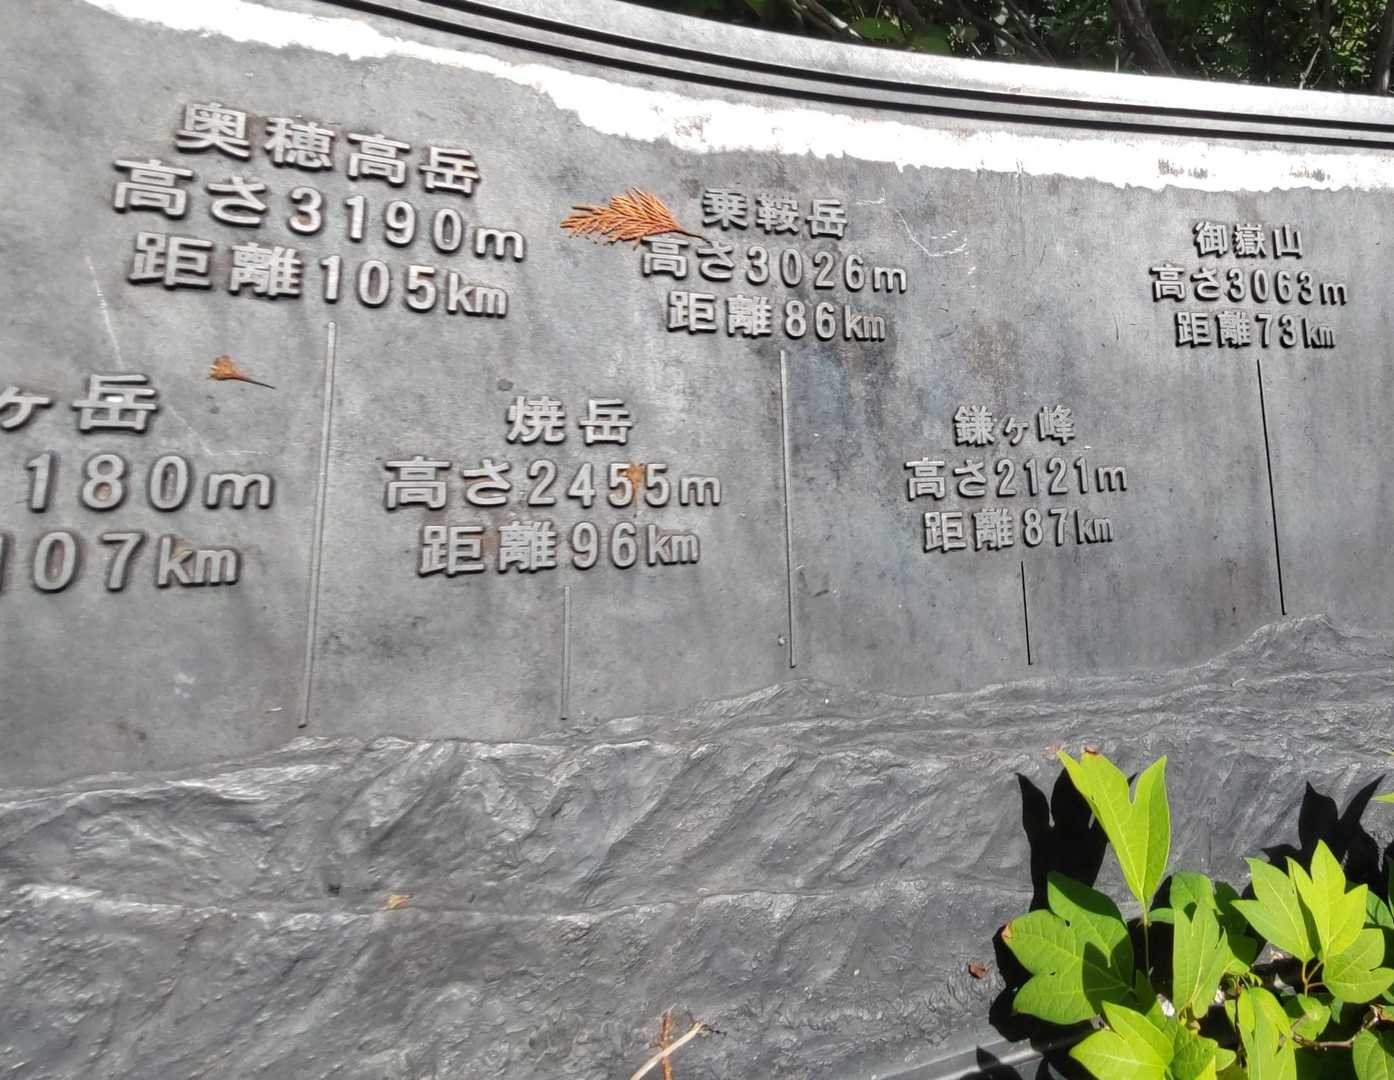 奥穂高岳
高さ3190m
距離105km
乗鞍岳
高さ3026m
距離86km
御嶽山
高さ3063m
距離73km
ヶ岳
180m
107km
焼岳
高さ2455m
距離96km
鎌ヶ峰
高さ2121m
距離87km